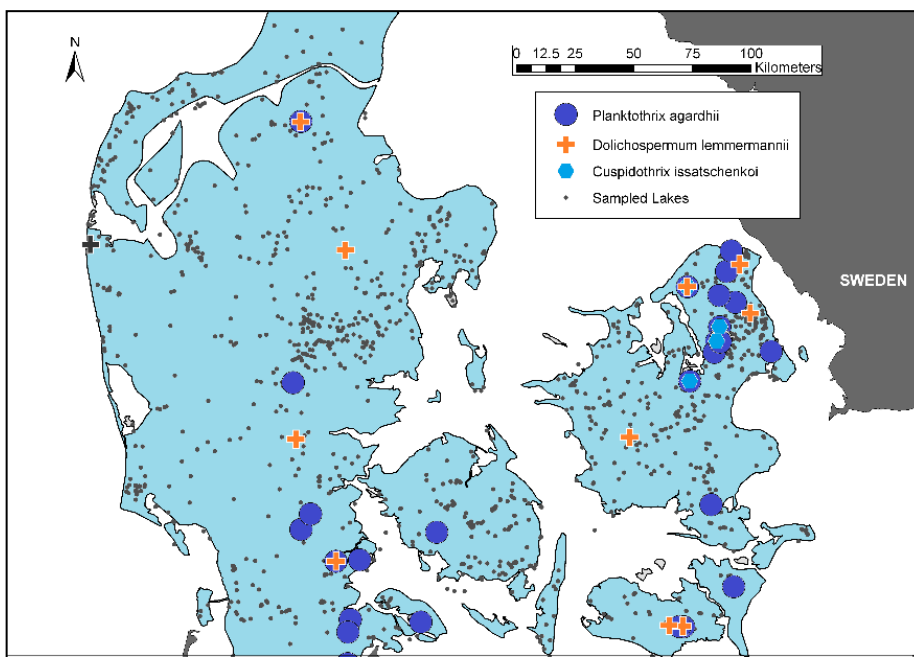 N
0 12.5 25 50 75 100
Kilometers
Planktothrix agardhii
Dolichospermum lemmermannii
Cuspidothrix issatschenkoi
Sampled Lakes
SWEDEN